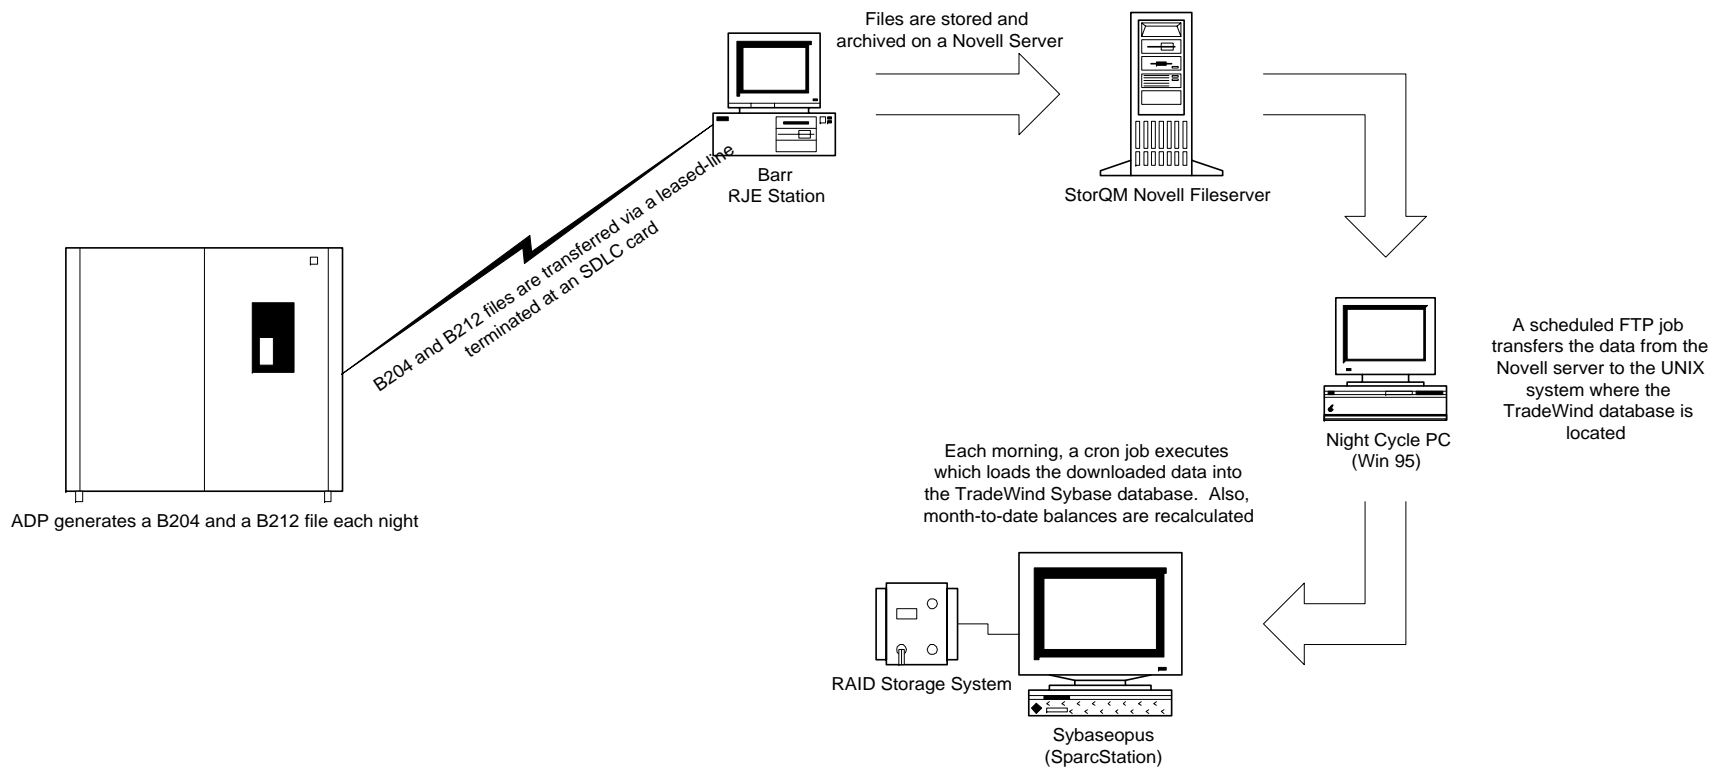 Files are stored and
archived on a Novell Server
Barr
RJE Station
StorQM Novell Fileserver
B204 and B212 files are transferred via a leased-line
terminated at an SDLC card
ADP generates a B204 and a B212 file each night
A scheduled FTP job
transfers the data from the
Novell server to the UNIX
system where the
TradeWind database is
located
Night Cycle PC
(Win 95)
Each morning, a cron job executes
which loads the downloaded data into
the TradeWind Sybase database.  Also,
month-to-date balances are recalculated
RAID Storage System
Sybaseopus
(SparcStation)